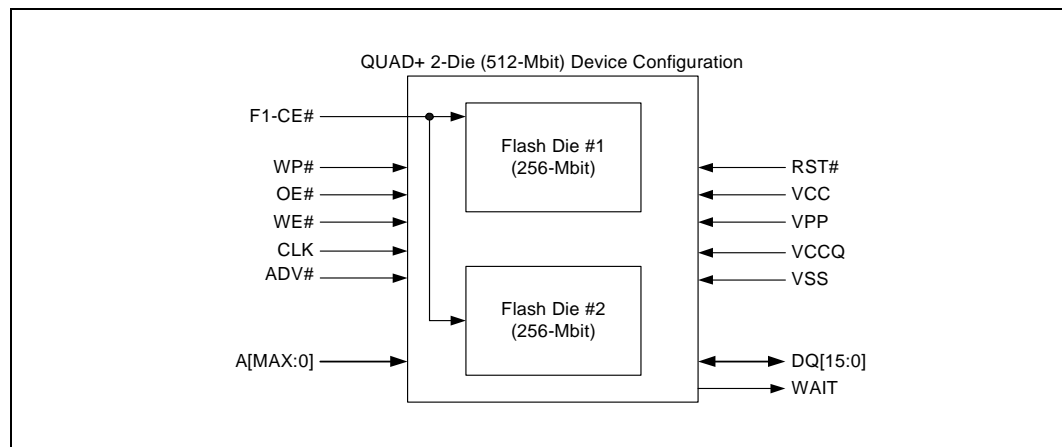 QUAD+ 2-Die (512-Mbit) Device Configuration
F1-CE#
Flash Die #1
(256-Mbit)
WP#
OE#
WE#
CLK
ADV#
RST#
VCC
VPP
VCCQ
VSS
Flash Die #2
(256-Mbit)
A[MAX:0]
DQ[15:0]
WAIT